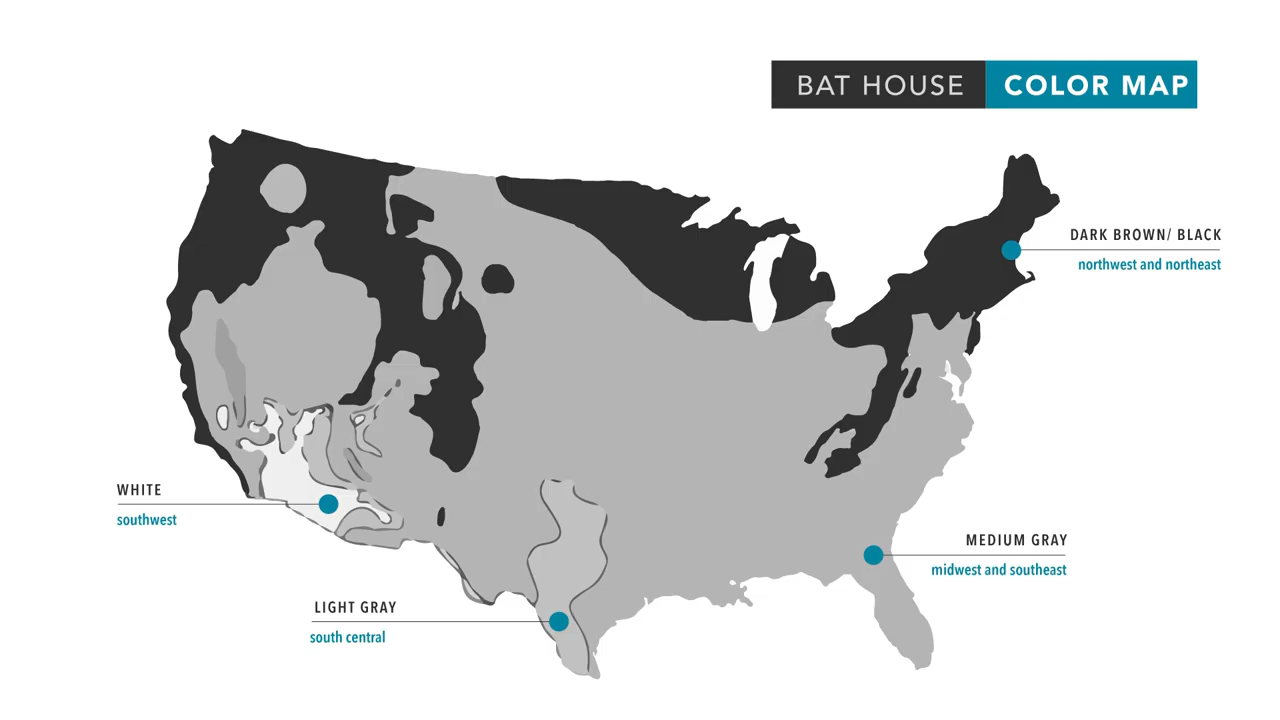 BAT HOUSE COLOR MAP
DARK BROWN/ BLACK
northwest and northeast
WHITE
southwest
MEDIUM GRAY
midwest and southeast
LIGHT GRAY
south central